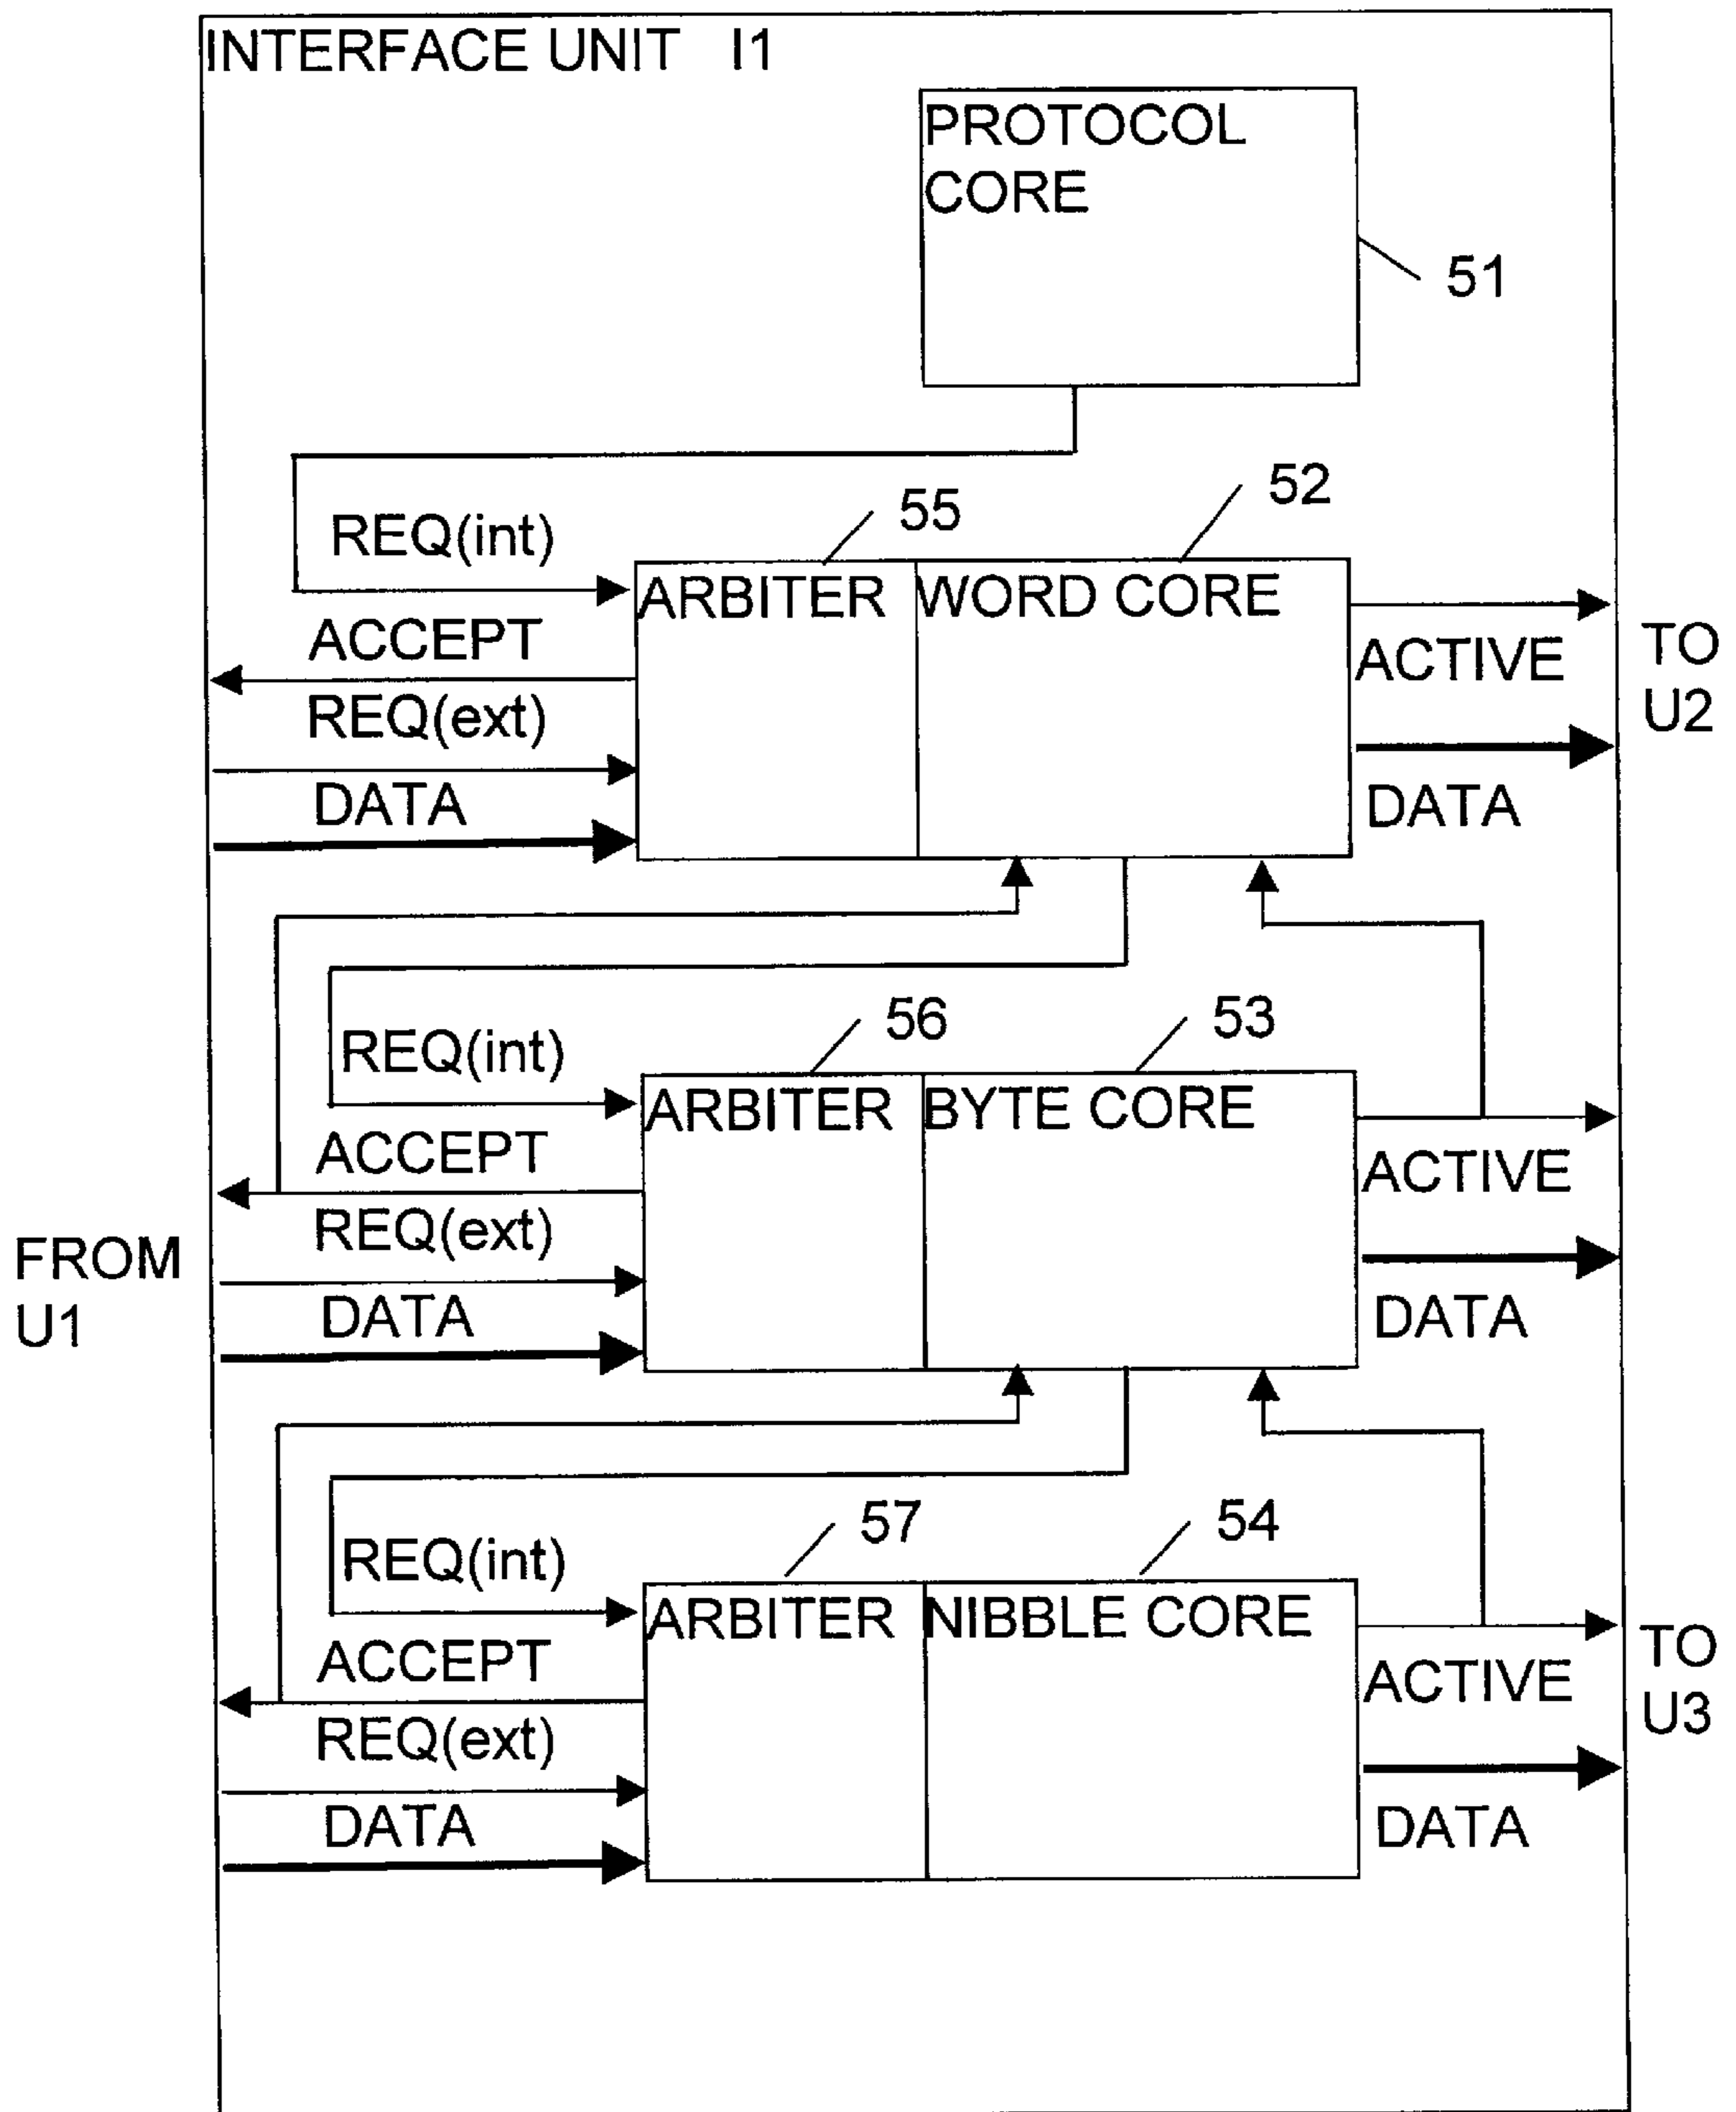 INTERFACE UNIT I1
PROTOCOL
CORE
51
52
55
REQ(int)
ARBITER
WORD CORE
ACCEPT
ACTIVE
TO
U2
REQ(ext)
DATA
DATA
56
53
REQ(int)
ARBITER
BYTE CORE
ACCEPT
ACTIVE
REQ(ext)
FROM
U1
DATA
DATA
57
54
REQ(int)
ARBITER
NIBBLE CORE
ACCEPT
ACTIVE
TO
U3
REQ(ext)
DATA
DATA